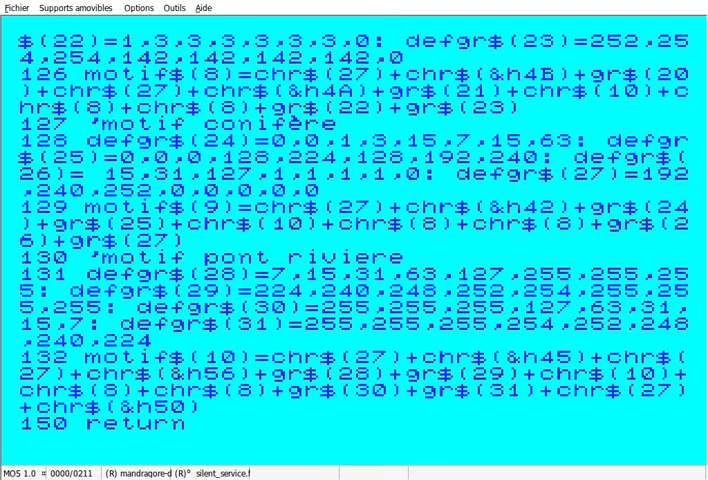 Fichier Supports amovibles Options Outils Aide
$(22)=1,3,3,3,3,3,3,0: defgr$(23)=252,25
4,254,142,142,142,142,0
126 motif$(8)=chr$(27)+chr$(&h4B)+gr$(20
)+chr$(27)+chr$(&h4A)+gr$(21)+chr$(10)+c
hr$(8)+chr$(8)+gr$(22)+gr$(23)
127 'motif conifère
128 defgr$(24)=0,0,1,3,15,7,15,63: defgr
$(25)=0,0,0,128,224,128,192,240: defgr$(
26)= 15,31,127,1,1,1,1,0: defgr$(27)=192
,240,252,0,0,0,0,0
129 motif$(9)=chr$(27)+chr$(&h42)+gr$(24
)+gr$(25)+chr$(10)+chr$(8)+chr$(8)+gr$(2
6)+gr$(27)
130 'motif pont riviere
131 defgr$(28)=7,15,31,63,127,255,255,25
5: defgr$(29)=224,240,248,252,254,255,25
5,255: defgr$(30)=255,255,255,127,63,31,
15,7: defgr$(31)=255,255,255,254,252,248
,240,224
132 motif$(10)=chr$(27)+chr$(&h45)+chr$(
27)+chr$(&h56)+gr$(28)+gr$(29)+chr$(10)+
chr$(8)+chr$(8)+gr$(30)+gr$(31)+chr$(27)
+chr$(&h50)
150 return
MO5 1.0 ¤ 0000/0211 (R) mandragore-d (R)° silent_service.f